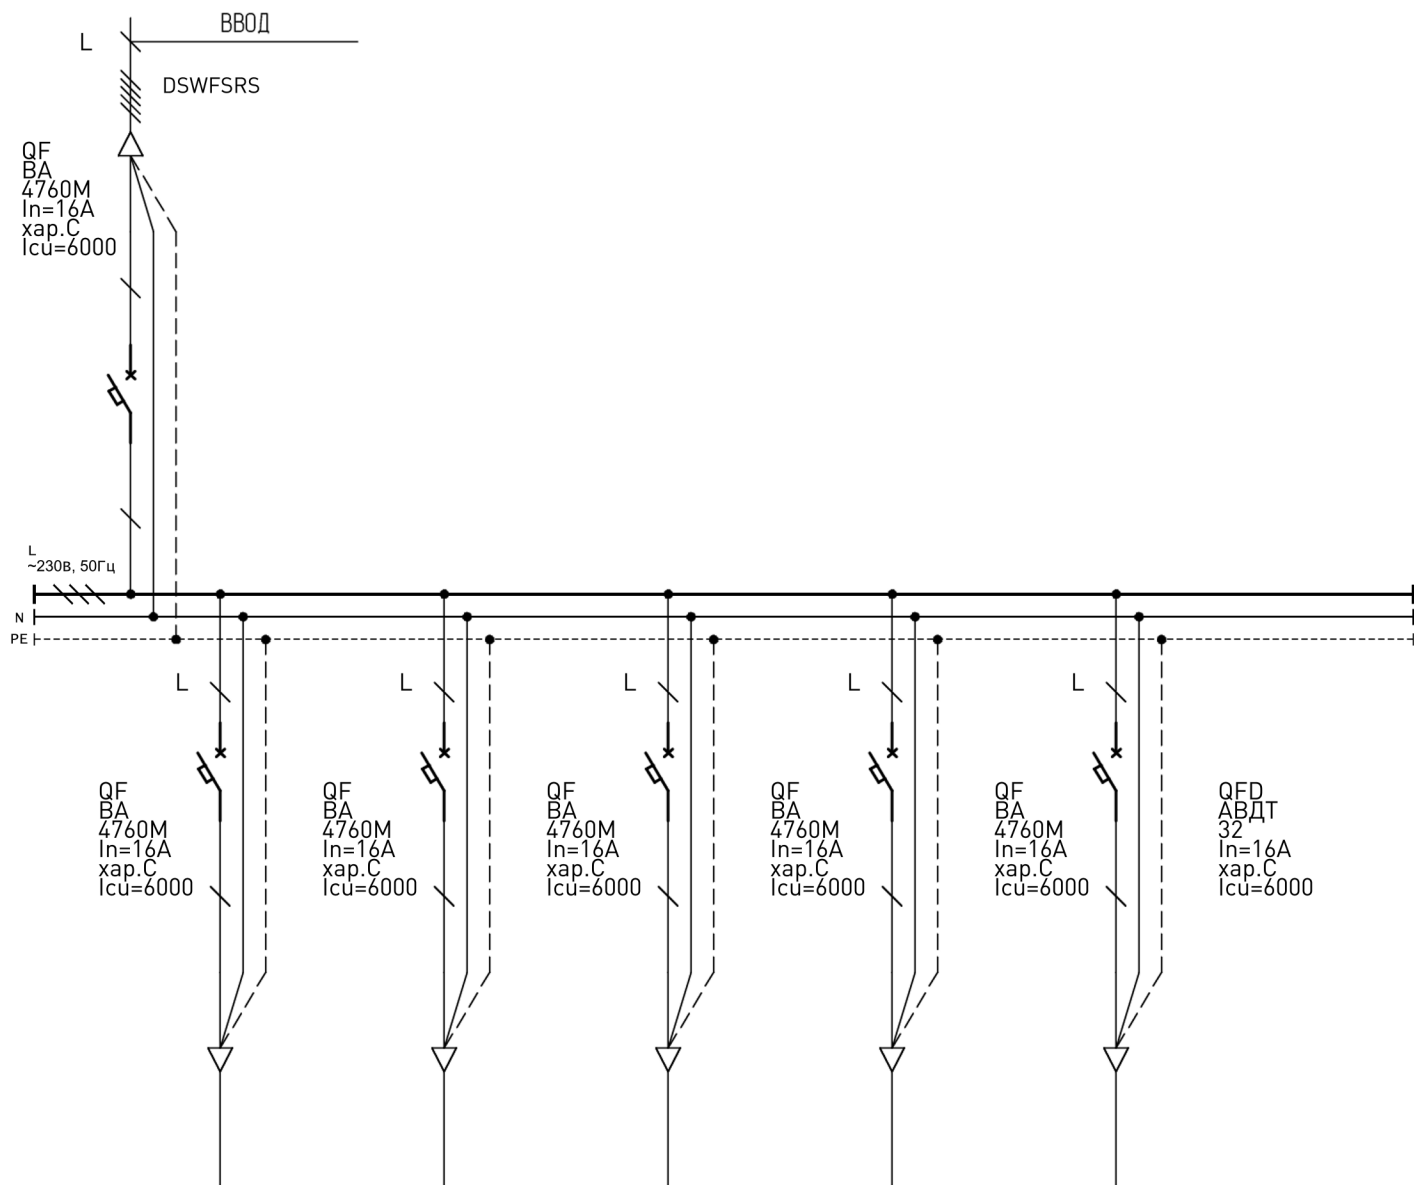 ВВОД
L
DSWFSRS
QF
ВА
4760М
In=16А
хар.С
Icu=6000
L
~230в, 50Гц
N
PE
L
L
L
L
L
QF
ВА
4760М
In=16А
хар.С
Icu=6000
QF
ВА
4760М
In=16А
хар.С
Icu=6000
QF
ВА
4760М
In=16А
хар.С
Icu=6000
QF
ВА
4760М
In=16А
хар.С
Icu=6000
QF
ВА
4760М
In=16А
хар.С
Icu=6000
QFD
АВДТ
32
In=16А
хар.С
Icu=6000